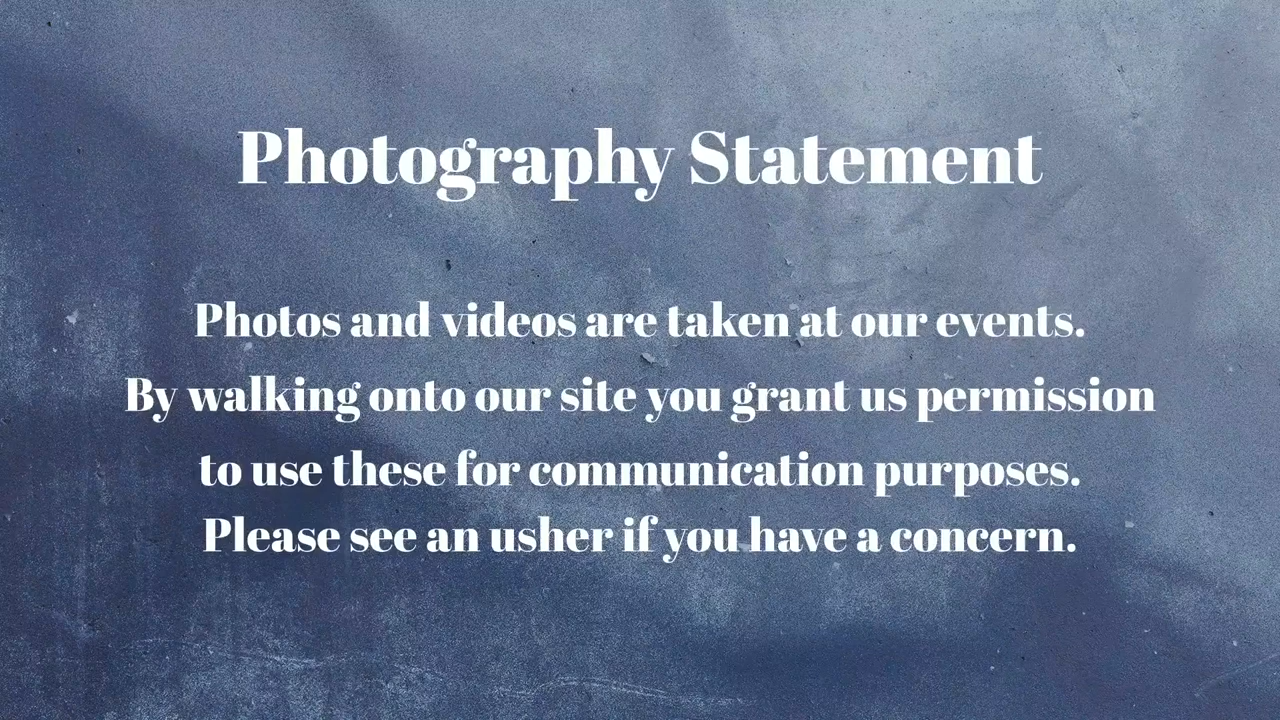 Photography Statement
Photos and videos are taken at our events.
By walking onto our site you grant us permission
to use these for communication purposes.
Please see an usher if you have a concern.